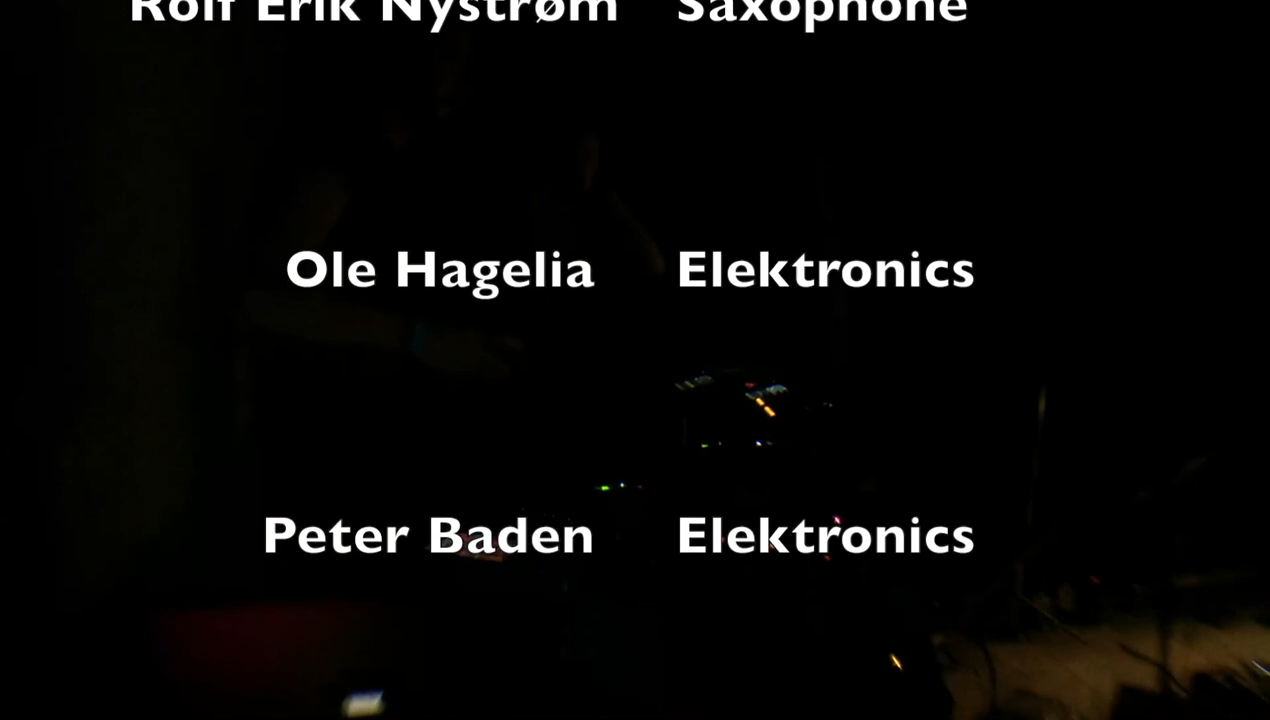 Rolf Erik Nystrøm Saxophone
Ole Hagelia Elektronics
Peter Baden Elektronics